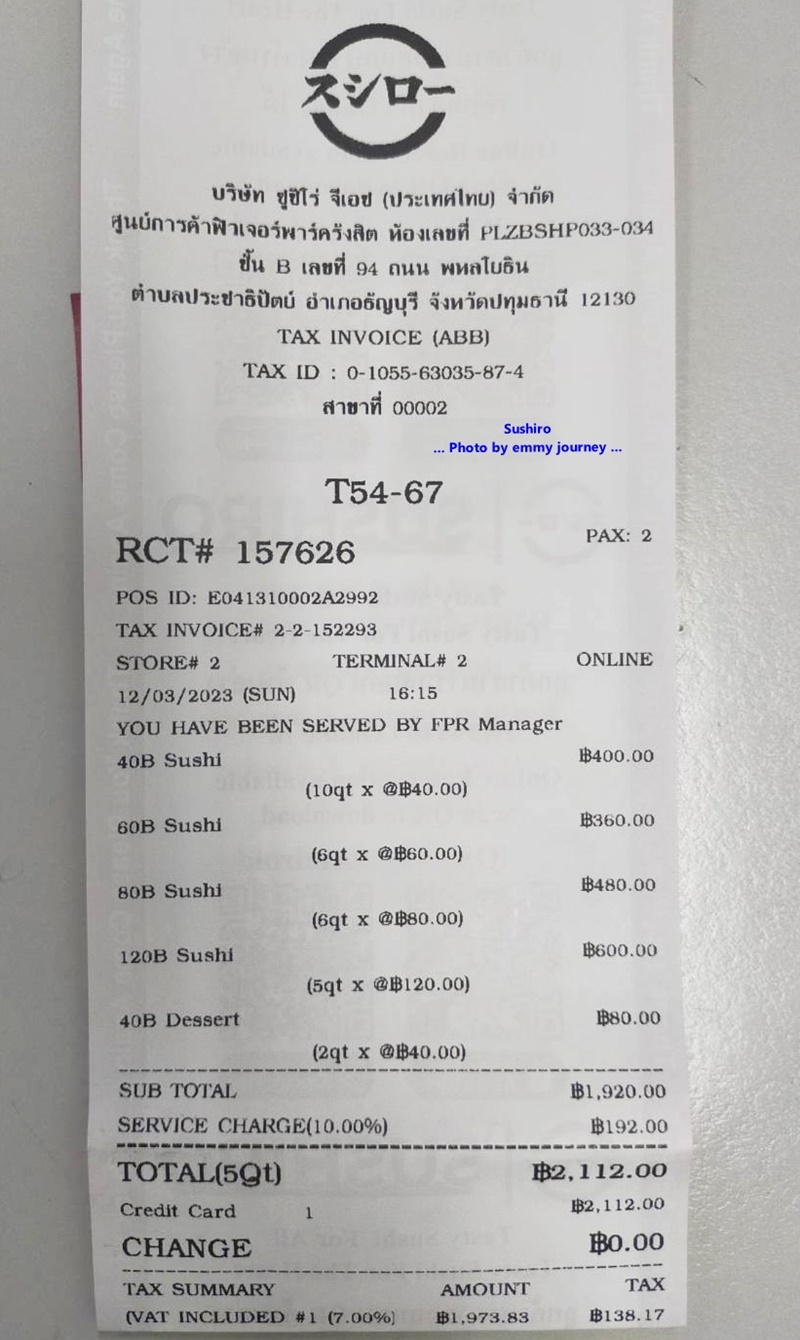 スシロー
บริษัท ซูชิโร่ จีเอช (ประเทศไทย) จำกัด
ศูนย์การค้าฟิวเจอร์พาร์ครังสิต ห้องเลขที่ PLZBSHP033-034
ชั้น B เลขที่ 94 ถนน พหลโยธิน
ตำบลประชาธิปัตย์ อำเภอธัญบุรี จังหวัดปทุมธานี 12130
TAX INVOICE (ABB)
TAX ID : 0-1055-63035-87-4
สาขาที่ 00002
Sushiro
... Photo by emmy journey ...
T54-67
RCT# 157626 PAX: 2
POS ID: E041310002A2992
TAX INVOICE# 2-2-152293
STORE# 2 TERMINAL# 2 ONLINE
12/03/2023 (SUN) 16:15
YOU HAVE BEEN SERVED BY FPR Manager
40B Sushi ฿400.00
(10qt x @฿40.00)
60B Sushi ฿360.00
(6qt x @฿60.00)
80B Sushi ฿480.00
(6qt x @฿80.00)
120B Sushi ฿600.00
(5qt x @฿120.00)
40B Dessert ฿80.00
(2qt x @฿40.00)
SUB TOTAL ฿1,920.00
SERVICE CHARGE(10.00%) ฿192.00
TOTAL(5Qt) ฿2,112.00
Credit Card 1 ฿2,112.00
CHANGE ฿0.00
TAX SUMMARY AMOUNT TAX
(VAT INCLUDED #1 (7.00%) ฿1,973.83 ฿138.17